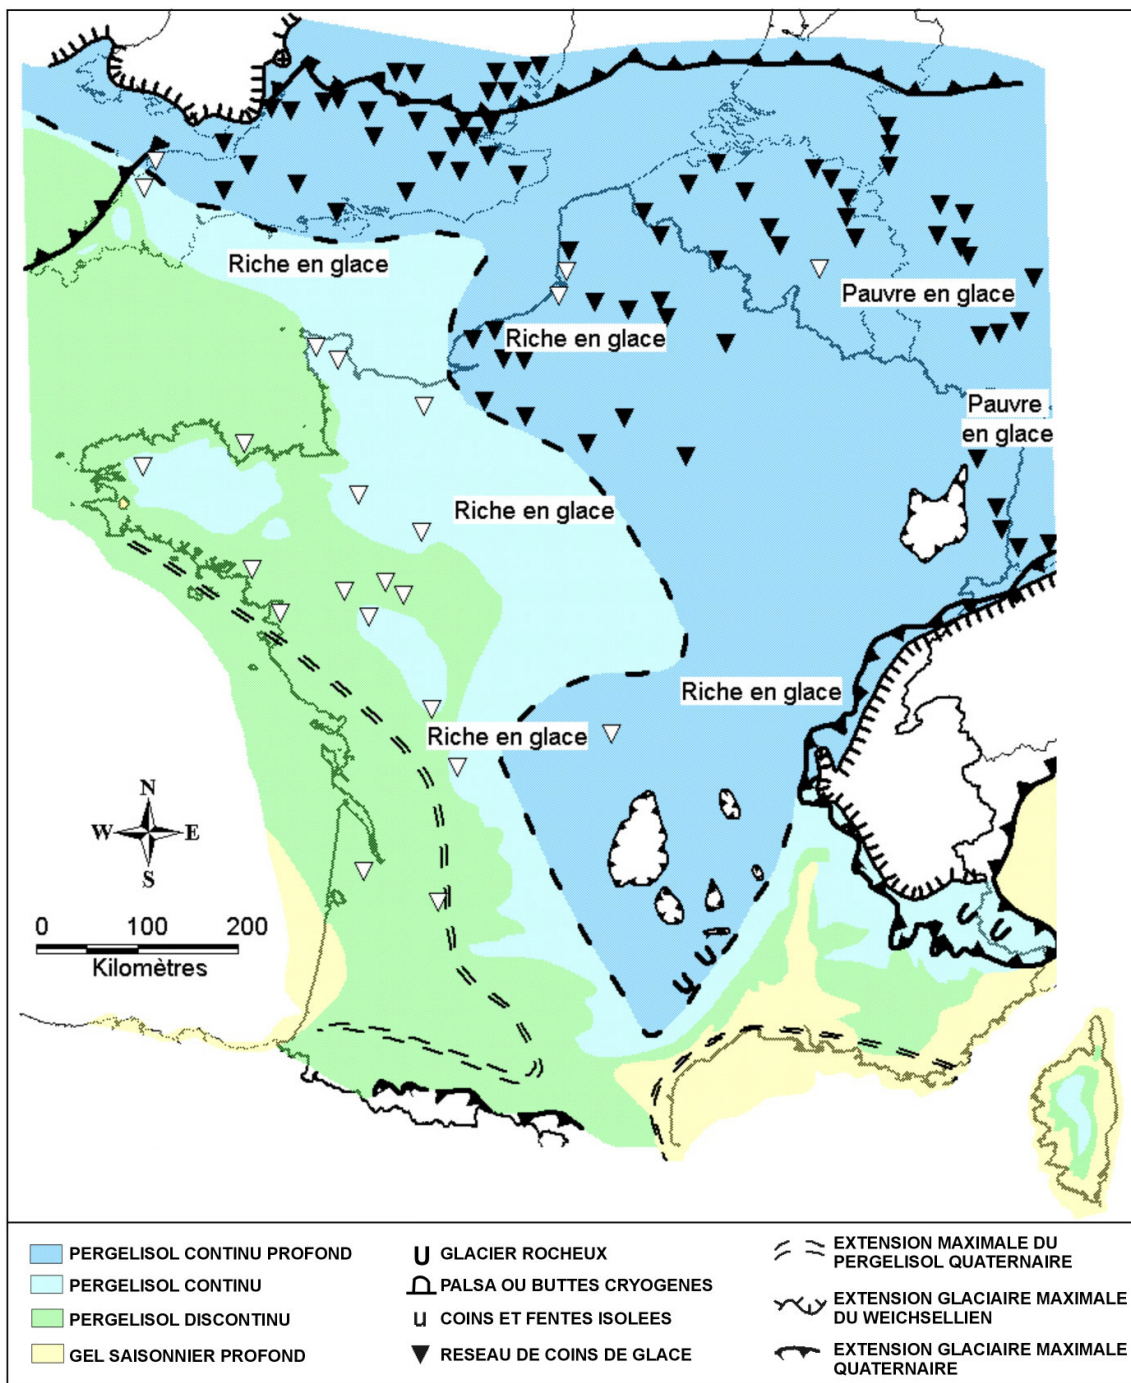 Riche en glace
Pauvre en glace
Riche en glace
Pauvre
en glace
Riche en glace
Riche en glace
Riche en glace
N
W E
S
0 100 200
Kilomètres
PERGELISOL CONTINU PROFOND
PERGELISOL CONTINU
PERGELISOL DISCONTINU
GEL SAISONNIER PROFOND
GLACIER ROCHEUX
PALSA OU BUTTES CRYOGENES
COINS ET FENTES ISOLEES
RESEAU DE COINS DE GLACE
EXTENSION MAXIMALE DU
PERGELISOL QUATERNAIRE
EXTENSION GLACIAIRE MAXIMALE
DU WEICHSELLIEN
EXTENSION GLACIAIRE MAXIMALE
QUATERNAIRE